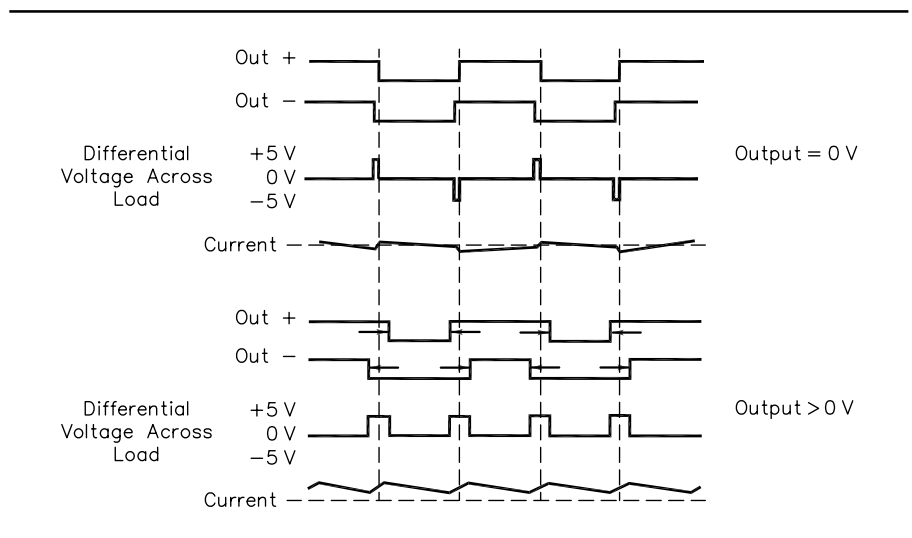 Out +
Out −
Differential
Voltage Across
Load
+5 V
0 V
−5 V
Output = 0 V
Current
Out +
Out −
Differential
Voltage Across
Load
+5 V
0 V
−5 V
Output > 0 V
Current